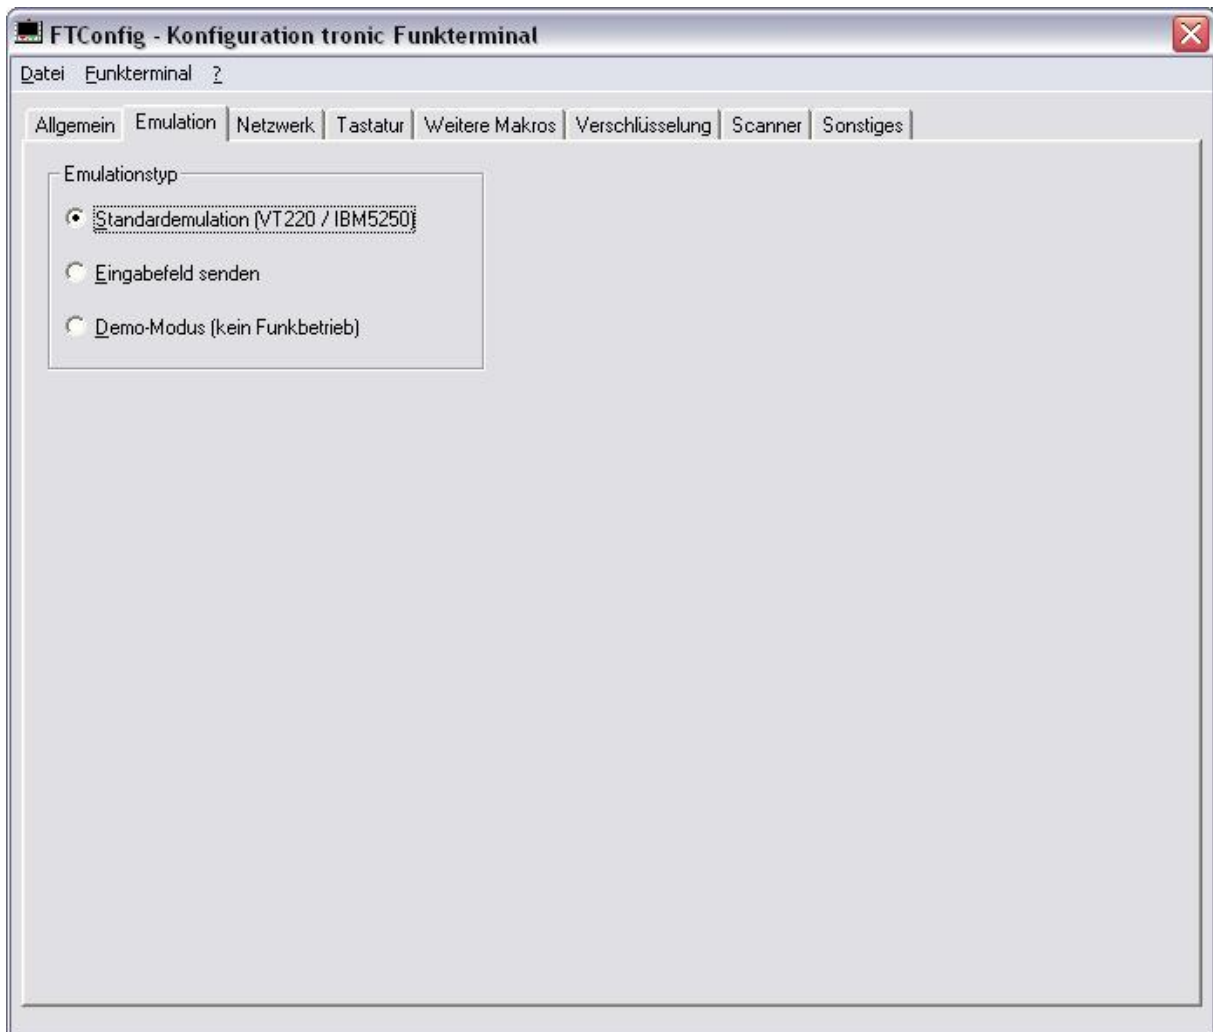 FTConfig - Konfiguration tronic Funkterminal
Datei Funkterminal ?
Allgemein Emulation Netzwerk Tastatur Weitere Makros Verschlüsselung Scanner Sonstiges
Emulationstyp
Standardemulation (VT220 / IBM5250)
Eingabefeld senden
Demo-Modus (kein Funkbetrieb)